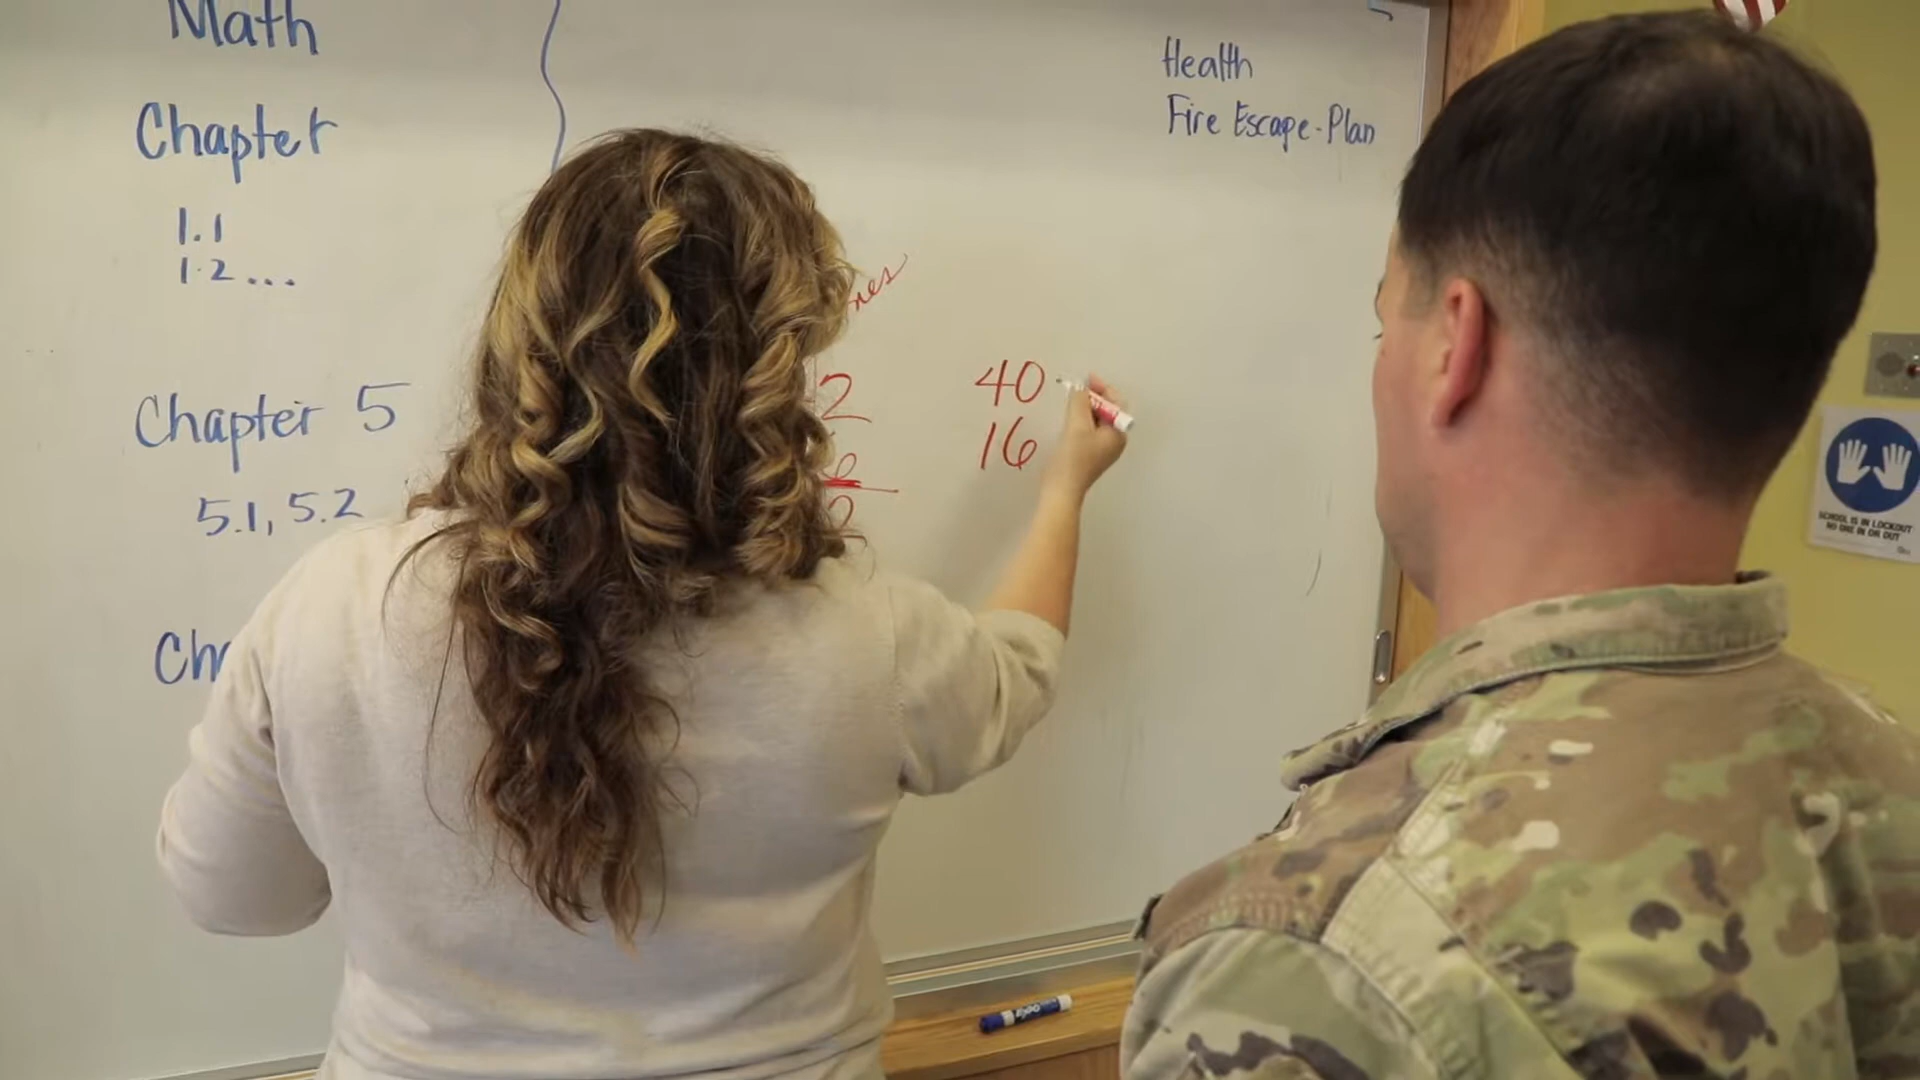 Math
Chapter
1.1
1.2...
Chapter 5
5.1, 5.2
Health
Fire Escape-Plan
2
40
16
SCHOOL IS IN LOCKOUT
NO ONE IN OR OUT